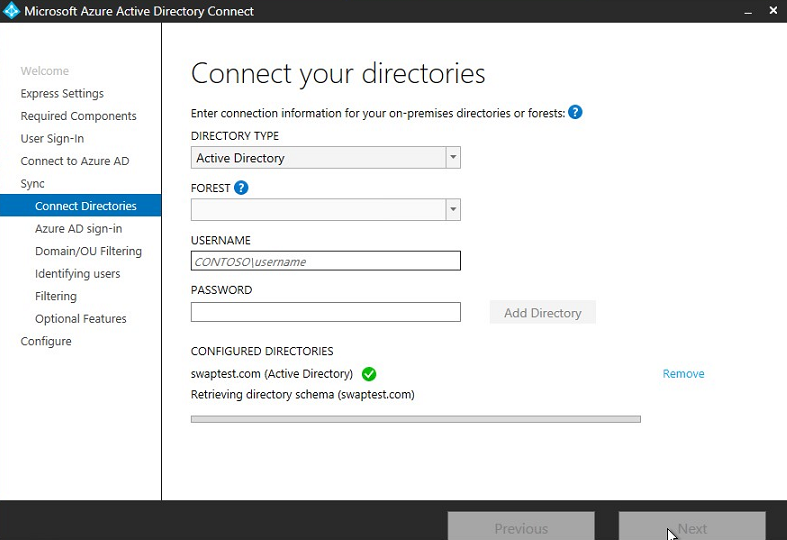 Microsoft Azure Active Directory Connect
Welcome
Express Settings
Required Components
User Sign-In
Connect to Azure AD
Sync
Connect Directories
Azure AD sign-in
Domain/OU Filtering
Identifying users
Filtering
Optional Features
Configure
Connect your directories
Enter connection information for your on-premises directories or forests: ?
DIRECTORY TYPE
Active Directory
FOREST ?
USERNAME
CONTOSO\username
PASSWORD
Add Directory
CONFIGURED DIRECTORIES
swaptest.com (Active Directory) Remove
Retrieving directory schema (swaptest.com)
Previous Next